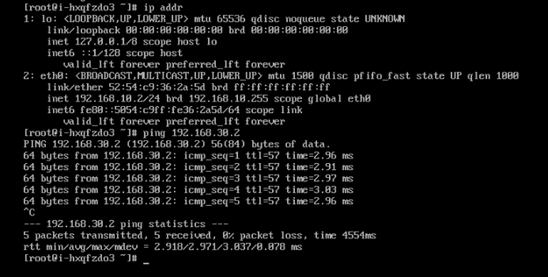 [root@i-hxqfzdo3 ~]# ip addr
1: lo: <LOOPBACK,UP,LOWER_UP> mtu 65536 qdisc noqueue state UNKNOWN
    link/loopback 00:00:00:00:00:00 brd 00:00:00:00:00:00
    inet 127.0.0.1/8 scope host lo
    inet6 ::1/128 scope host
       valid_lft forever preferred_lft forever
2: eth0: <BROADCAST,MULTICAST,UP,LOWER_UP> mtu 1500 qdisc pfifo_fast state UP qlen 1000
    link/ether 52:54:c9:36:2a:5d brd ff:ff:ff:ff:ff:ff
    inet 192.168.10.2/24 brd 192.168.10.255 scope global eth0
    inet6 fe80::5054:c9ff:fe36:2a5d/64 scope link
       valid_lft forever preferred_lft forever
[root@i-hxqfzdo3 ~]# ping 192.168.30.2
PING 192.168.30.2 (192.168.30.2) 56(84) bytes of data.
64 bytes from 192.168.30.2: icmp_seq=1 ttl=57 time=2.96 ms
64 bytes from 192.168.30.2: icmp_seq=2 ttl=57 time=2.91 ms
64 bytes from 192.168.30.2: icmp_seq=3 ttl=57 time=2.97 ms
64 bytes from 192.168.30.2: icmp_seq=4 ttl=57 time=3.03 ms
64 bytes from 192.168.30.2: icmp_seq=5 ttl=57 time=2.96 ms
^C
--- 192.168.30.2 ping statistics ---
5 packets transmitted, 5 received, 0% packet loss, time 4554ms
rtt min/avg/max/mdev = 2.918/2.971/3.037/0.078 ms
[root@i-hxqfzdo3 ~]# _